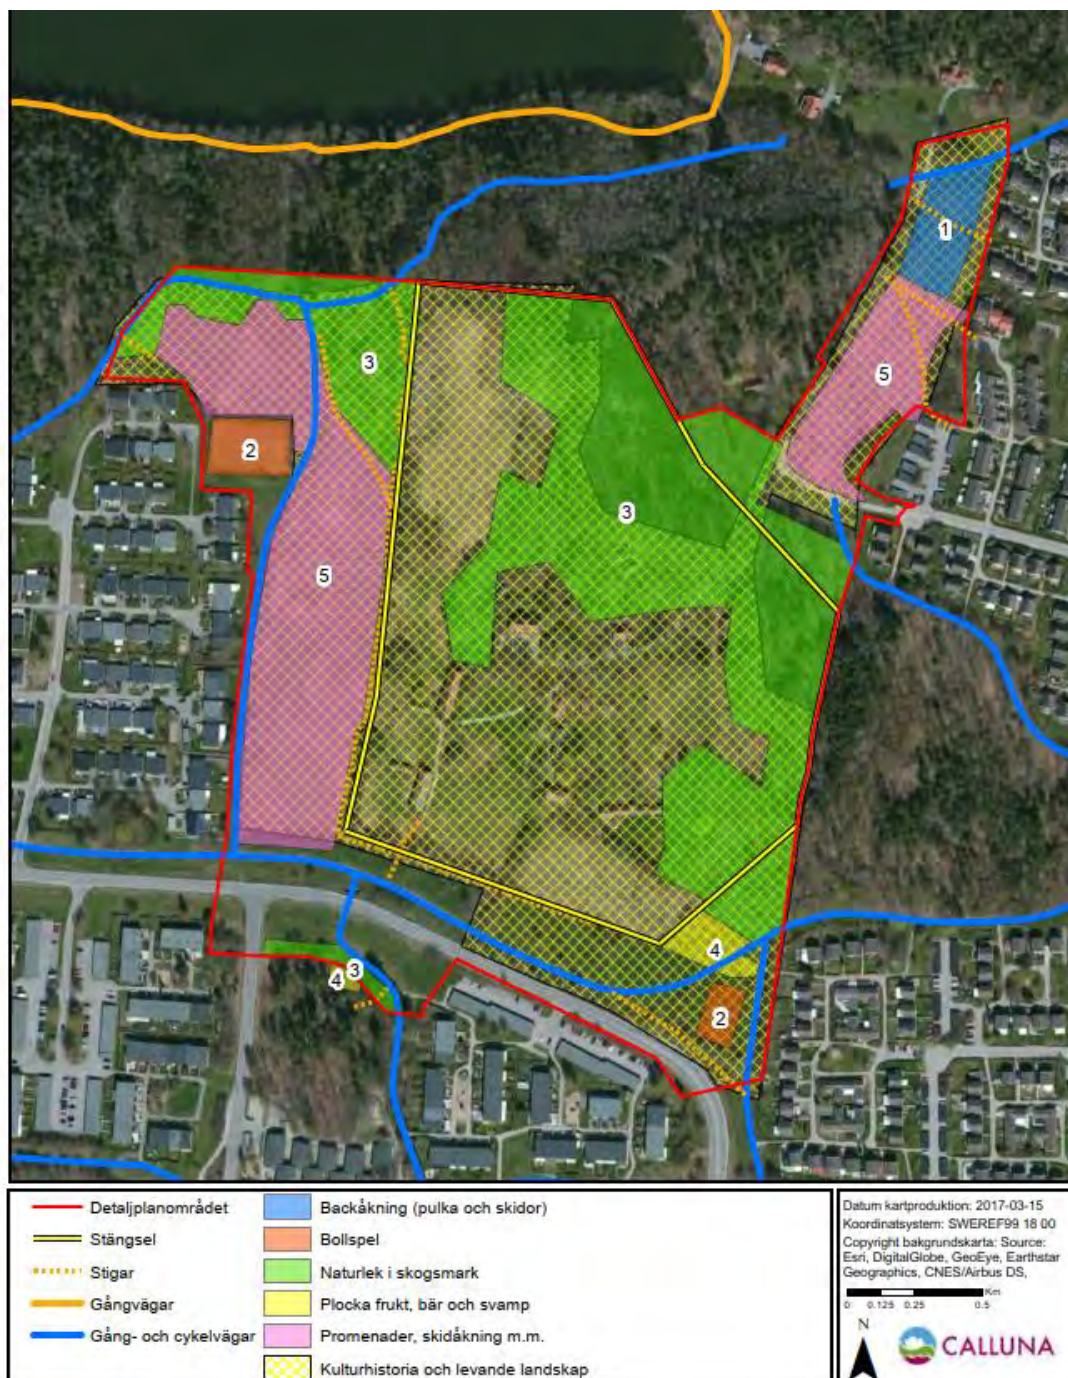 1
5
3
2
3
5
4
3
4
2
Detaljplanområdet
Stängsel
Stigar
Gångvägar
Gång- och cykelvägar
Backåkning (pulka och skidor)
Bollspel
Naturlek i skogsmark
Plocka frukt, bär och svamp
Promenader, skidåkning m.m.
Kulturhistoria och levande landskap
Datum kartproduktion: 2017-03-15
Koordinatsystem: SWEREF99 18 00
Copyright bakgrundskarta: Source:
Esri, DigitalGlobe, GeoEye, Earthstar
Geographics, CNES/Airbus DS,
Km
0 0.125 0.25 0.5
N
CALLUNA